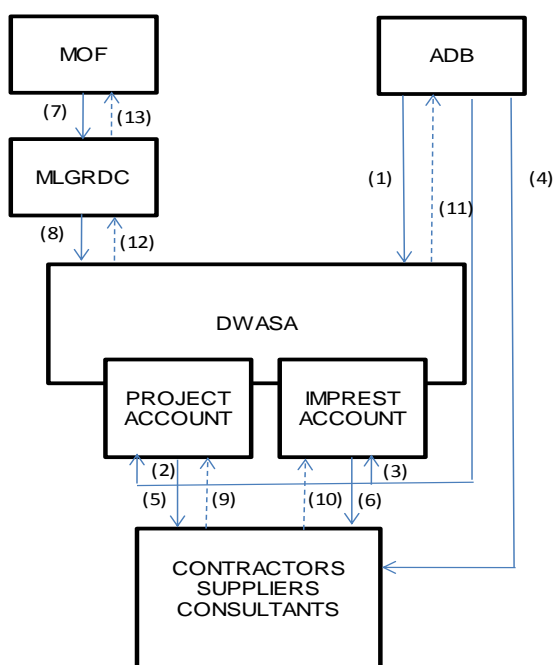 MOF
ADB
(7)
(13)
MLGRDC
(1)
(4)
(11)
(8)
(12)
DWASA
PROJECT
ACCOUNT
IMPREST
ACCOUNT
(2)
(3)
(5)
(9)
(10)
(6)
CONTRACTORS
SUPPLIERS
CONSULTANTS